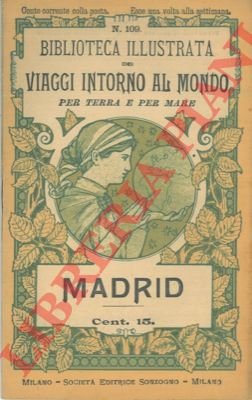 Conto corrente colla posta. Esce una volta alla settimana.
N. 109.
BIBLIOTECA ILLUSTRATA
DEI
VIAGGI INTORNO AL MONDO
PER TERRA E PER MARE
MADRID
Cent. 15.
MILANO - SOCIETÀ EDITRICE SONZOGNO - MILANO
LIBRERIA PIANI